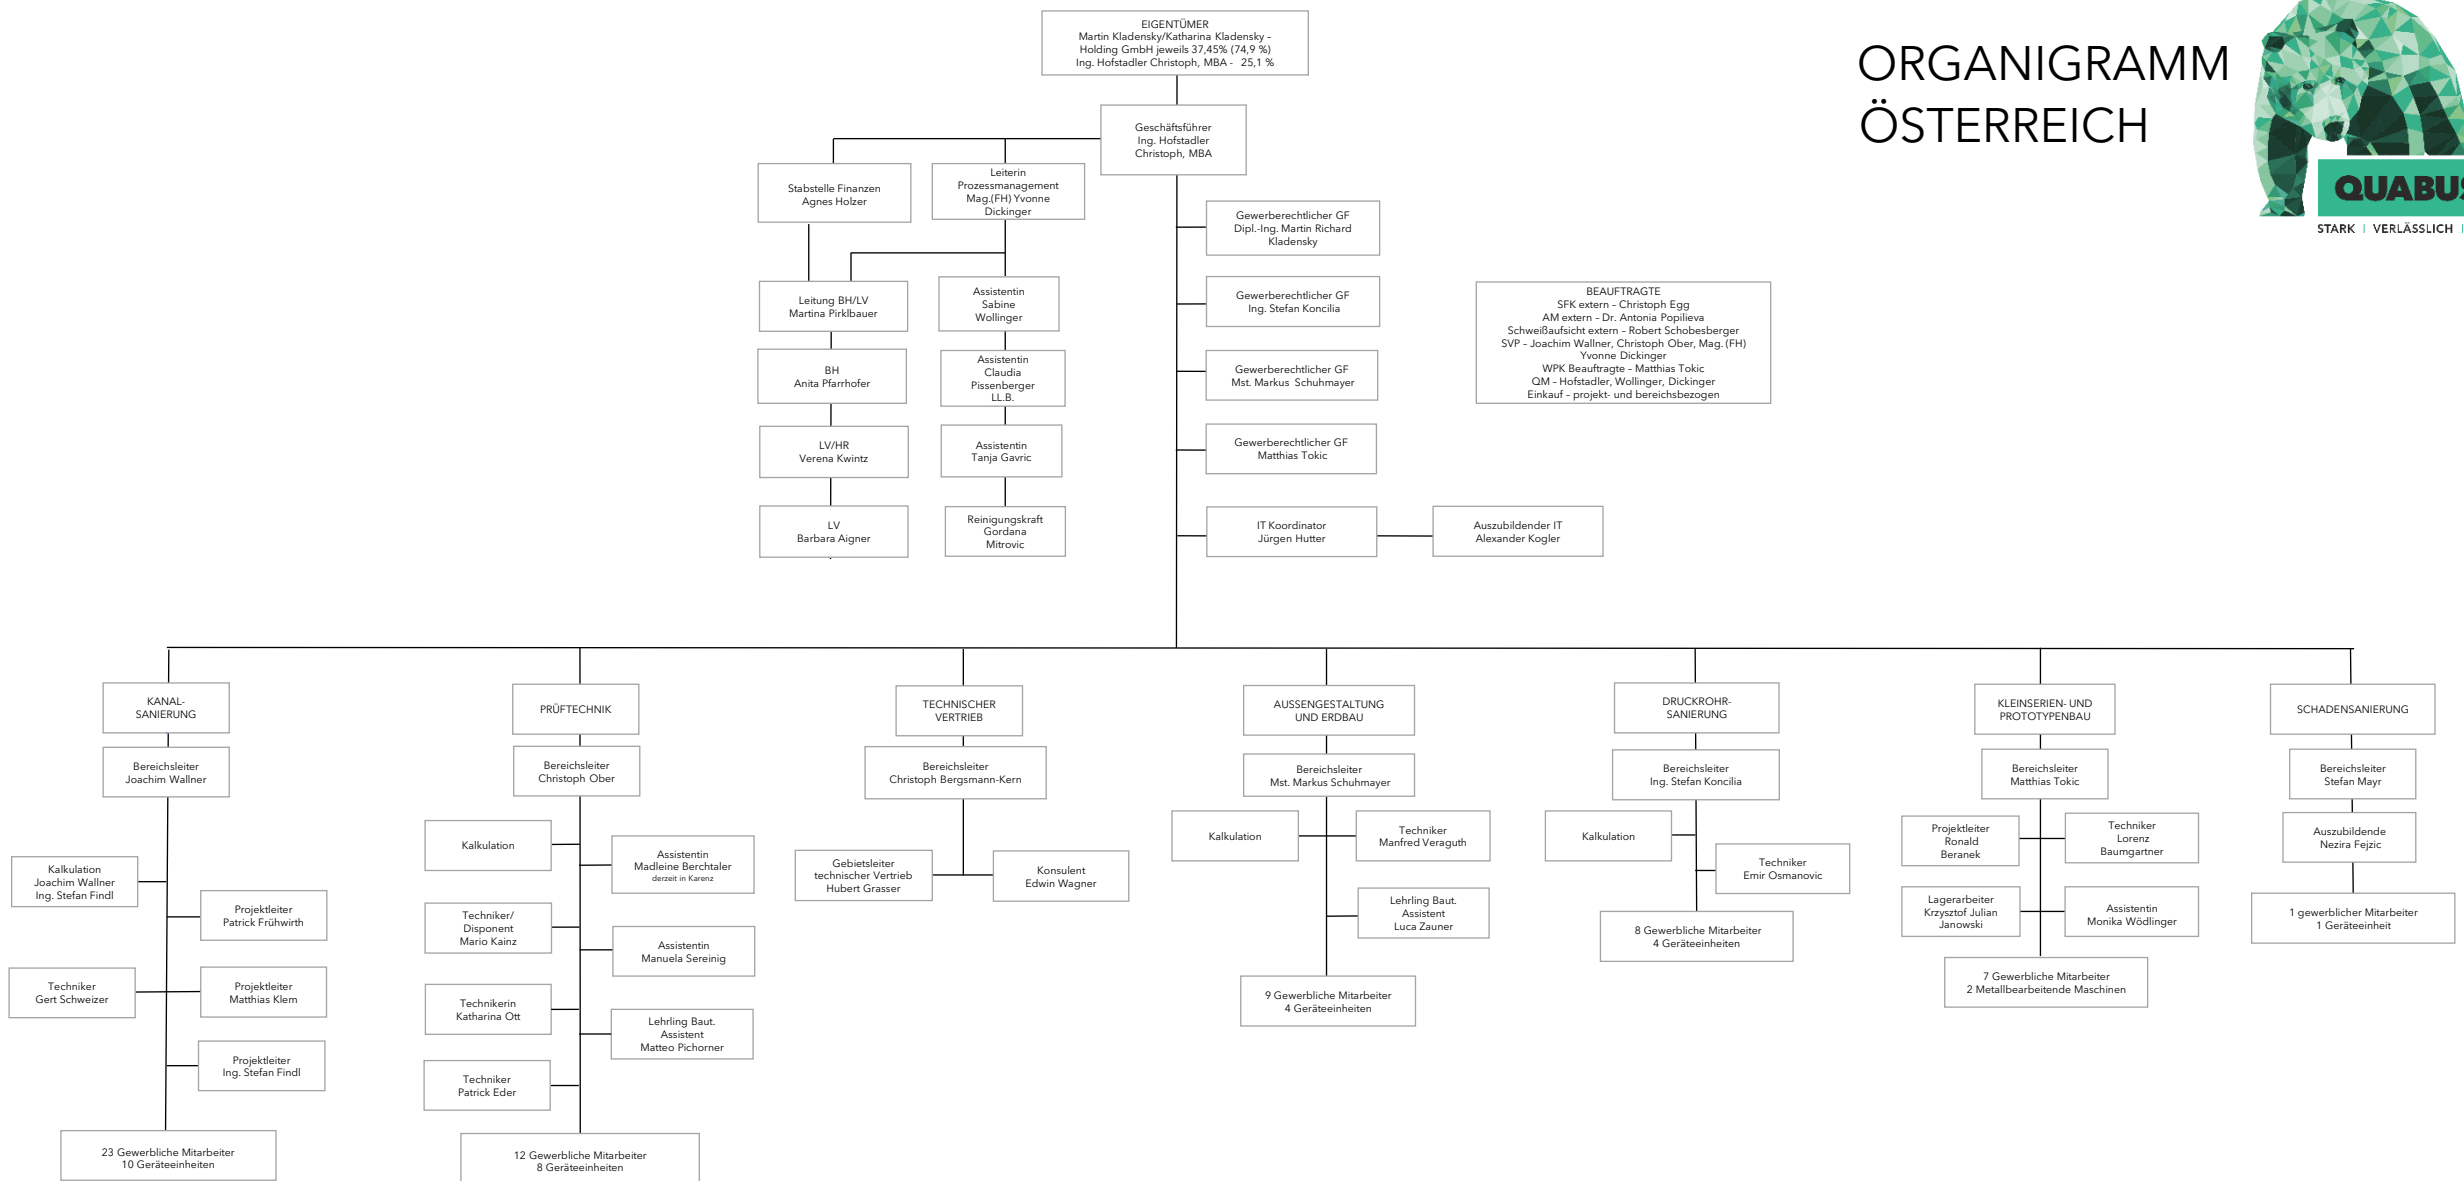 EIGENTÜMER
Martin Kladensky/Katharina Kladensky –
Holding GmbH jeweils 37,45% (74,9 %)
Ing. Hofstadler Christoph, MBA - 25,1 %
ORGANIGRAMM
ÖSTERREICH
QUABUS
STARK | VERLÄSSLICH |
Geschäftsführer
Ing. Hofstadler
Christoph, MBA
Stabstelle Finanzen
Agnes Holzer
Leiterin
Prozessmanagement
Mag.(FH) Yvonne
Dickinger
Gewerberechtlicher GF
Dipl.-Ing. Martin Richard
Kladensky
Leitung BH/LV
Martina Pirklbauer
Assistentin
Sabine
Wollinger
Gewerberechtlicher GF
Ing. Stefan Koncilia
BEAUFTRAGTE
SFK extern – Christoph Egg
AM extern – Dr. Antonia Popilieva
Schweißaufsicht extern – Robert Schobesberger
SVP – Joachim Wallner, Christoph Ober, Mag. (FH)
Yvonne Dickinger
WPK Beauftragte – Matthias Tokic
QM – Hofstadler, Wollinger, Dickinger
Einkauf – projekt- und bereichsbezogen
BH
Anita Pfarrhofer
Assistentin
Claudia
Pissenberger
LL.B.
Gewerberechtlicher GF
Mst. Markus Schuhmayer
LV/HR
Verena Kwintz
Assistentin
Tanja Gavric
Gewerberechtlicher GF
Matthias Tokic
LV
Barbara Aigner
Reinigungskraft
Gordana
Mitrovic
IT Koordinator
Jürgen Hutter
Auszubildender IT
Alexander Kogler
KANAL-
SANIERUNG
Bereichsleiter
Joachim Wallner
Kalkulation
Joachim Wallner
Ing. Stefan Findl
Projektleiter
Patrick Frühwirth
Techniker
Gert Schweizer
Projektleiter
Matthias Klem
Projektleiter
Ing. Stefan Findl
23 Gewerbliche Mitarbeiter
10 Geräteeinheiten
PRÜFTECHNIK
Bereichsleiter
Christoph Ober
Kalkulation
Assistentin
Madleine Berchtaler
derzeit in Karenz
Techniker/
Disponent
Mario Kainz
Assistentin
Manuela Sereinig
Technikerin
Katharina Ott
Lehrling Baut.
Assistent
Matteo Pichorner
Techniker
Patrick Eder
12 Gewerbliche Mitarbeiter
8 Geräteeinheiten
TECHNISCHER
VERTRIEB
Bereichsleiter
Christoph Bergsmann-Kern
Gebietsleiter
technischer Vertrieb
Hubert Grasser
Konsulent
Edwin Wagner
AUSSENGESTALTUNG
UND ERDBAU
Bereichsleiter
Mst. Markus Schuhmayer
Kalkulation
Techniker
Manfred Veraguth
Lehrling Baut.
Assistent
Luca Zauner
9 Gewerbliche Mitarbeiter
4 Geräteeinheiten
DRUCKROHR-
SANIERUNG
Bereichsleiter
Ing. Stefan Koncilia
Kalkulation
Techniker
Emir Osmanovic
8 Gewerbliche Mitarbeiter
4 Geräteeinheiten
KLEINSERIEN- UND
PROTOTYPENBAU
Bereichsleiter
Matthias Tokic
Projektleiter
Ronald
Beranek
Techniker
Lorenz
Baumgartner
Lagerarbeiter
Krzysztof Julian
Janowski
Assistentin
Monika Wödlinger
7 Gewerbliche Mitarbeiter
2 Metallbearbeitende Maschinen
SCHADENSANIERUNG
Bereichsleiter
Stefan Mayr
Auszubildende
Nezira Fejzic
1 gewerblicher Mitarbeiter
1 Geräteeinheit